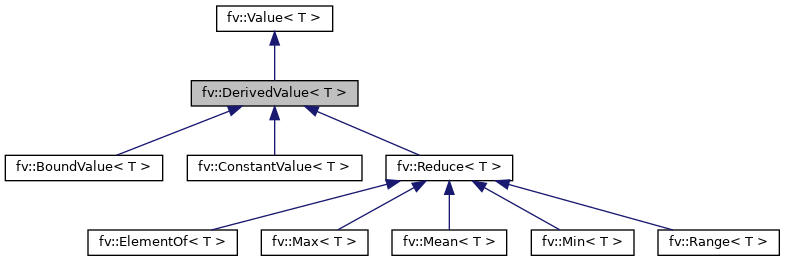 fv::Value< T >
fv::DerivedValue< T >
fv::BoundValue< T >
fv::ConstantValue< T >
fv::Reduce< T >
fv::ElementOf< T >
fv::Max< T >
fv::Mean< T >
fv::Min< T >
fv::Range< T >